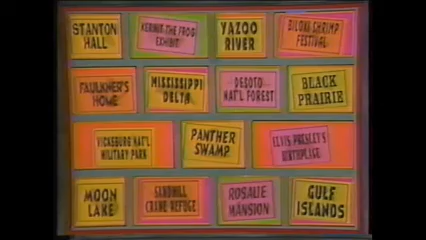 STANTON
HALL
KERMIT THE FROG
EXHIBIT
YAZOO
RIVER
BILOXI SHRIMP
FESTIVAL
FAULKNER'S
HOME
MISSISSIPPI
DELTA
DESOTO
NAT'L FOREST
BLACK
PRAIRIE
VICKSBURG NAT'L
MILITARY PARK
PANTHER
SWAMP
ELVIS PRESLEY'S
BIRTHPLACE
MOON
LAKE
SANDHILL
CRANE REFUGE
ROSALIE
MANSION
GULF
ISLANDS